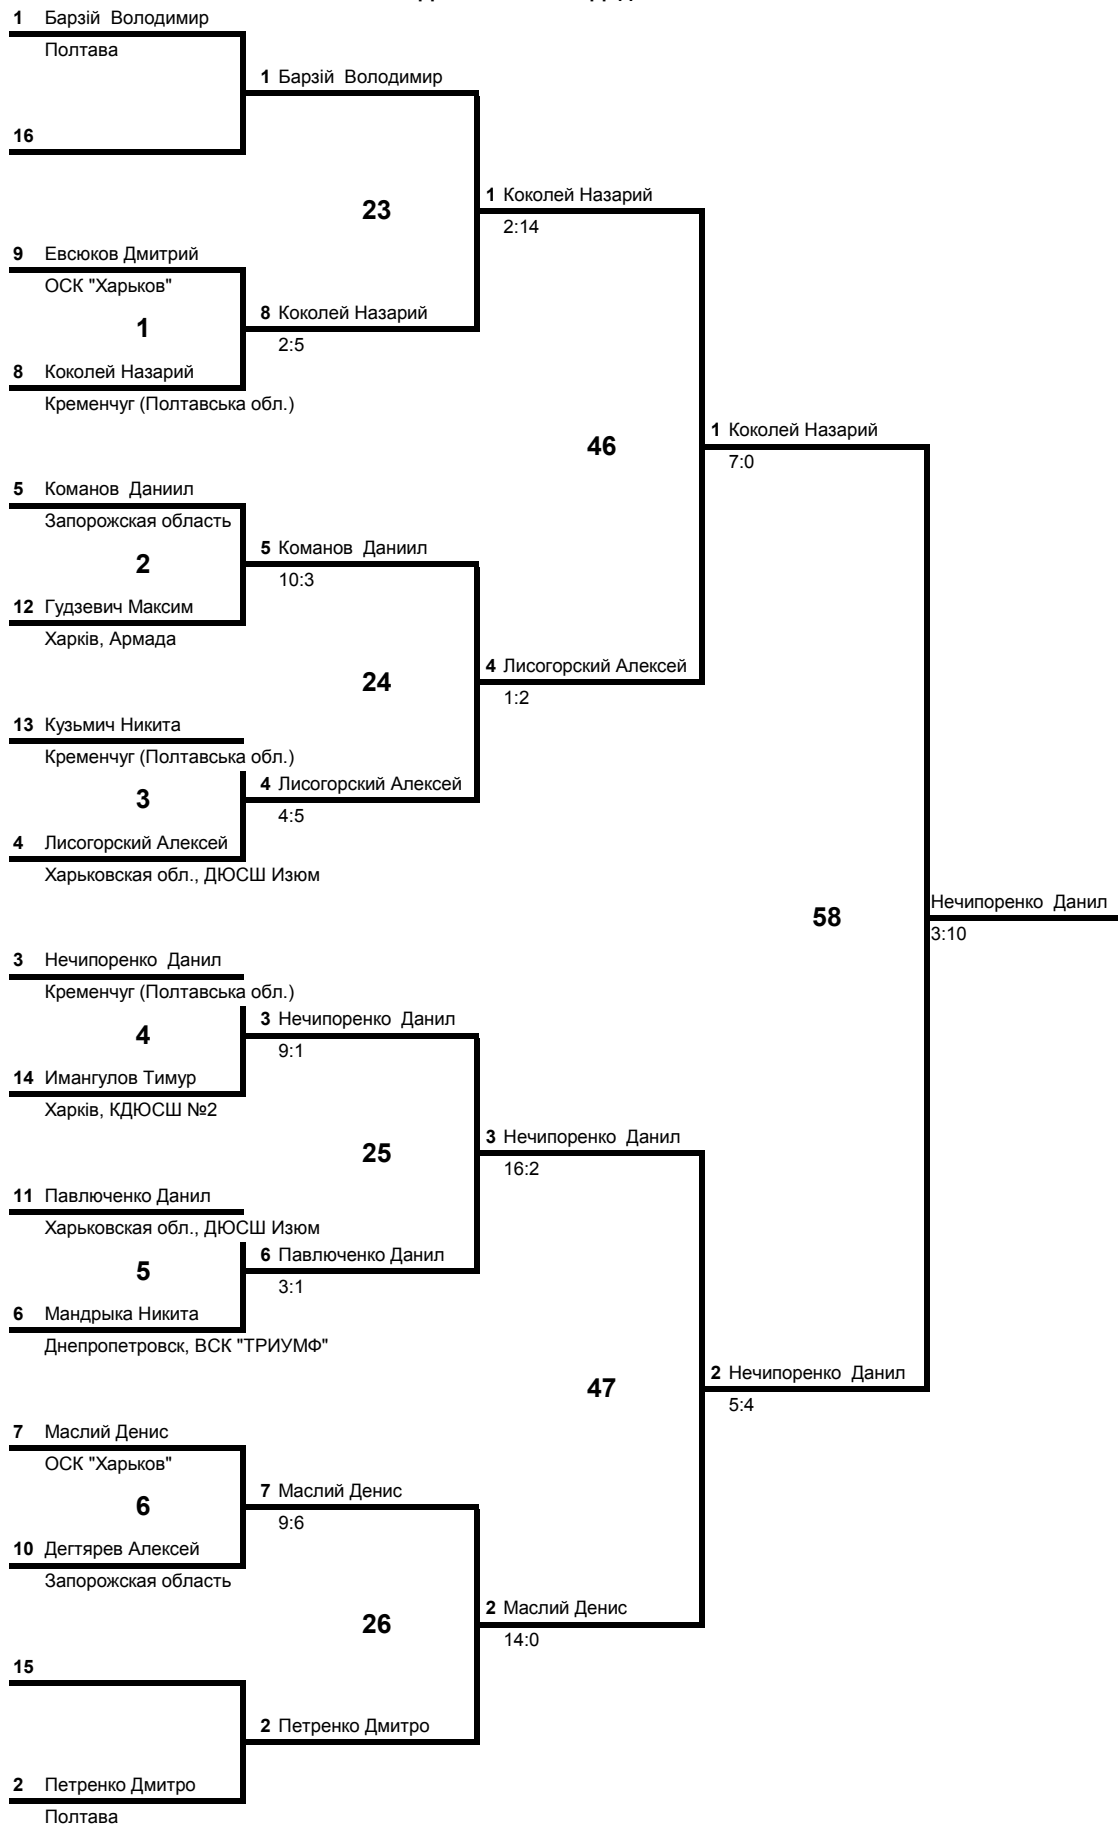 1 Барзій Володимир
Полтава
1 Барзій Володимир
16
23
1 Коколей Назарий
2:14
9 Евсюков Дмитрий
ОСК "Харьков"
1
8 Коколей Назарий
2:5
8 Коколей Назарий
Кременчуг (Полтавська обл.)
46
1 Коколей Назарий
7:0
5 Команов Даниил
Запорожская область
2
5 Команов Даниил
10:3
12 Гудзевич Максим
Харків, Армада
24
4 Лисогорский Алексей
1:2
13 Кузьмич Никита
Кременчуг (Полтавська обл.)
3
4 Лисогорский Алексей
4:5
4 Лисогорский Алексей
Харьковская обл., ДЮСШ Изюм
58
Нечипоренко Данил
3:10
3 Нечипоренко Данил
Кременчуг (Полтавська обл.)
4
3 Нечипоренко Данил
9:1
14 Имангулов Тимур
Харків, КДЮСШ №2
25
3 Нечипоренко Данил
16:2
11 Павлюченко Данил
Харьковская обл., ДЮСШ Изюм
5
6 Павлюченко Данил
3:1
6 Мандрыка Никита
Днепропетровск, ВСК "ТРИУМФ"
47
2 Нечипоренко Данил
5:4
7 Маслий Денис
ОСК "Харьков"
6
7 Маслий Денис
9:6
10 Дегтярев Алексей
Запорожская область
26
2 Маслий Денис
14:0
15
2 Петренко Дмитро
2 Петренко Дмитро
Полтава